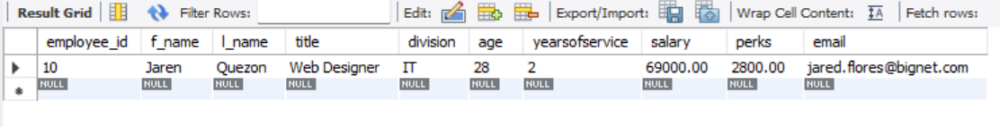 Result Grid Filter Rows: Edit: Export/Import: Wrap Cell Content: IA Fetch rows:
employee_id f_name l_name title division age yearsofservice salary perks email
10 Jaren Quezon Web Designer IT 28 2 69000.00 2800.00 jared.flores@bignet.com
NULL NULL NULL NULL NULL NULL NULL NULL NULL NULL